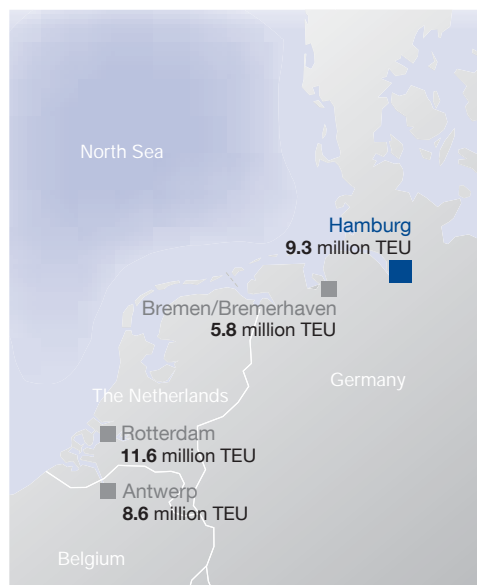 North Sea
Hamburg
9.3 million TEU
Bremen/Bremerhaven
5.8 million TEU
Germany
The Netherlands
Rotterdam
11.6 million TEU
Antwerp
8.6 million TEU
Belgium